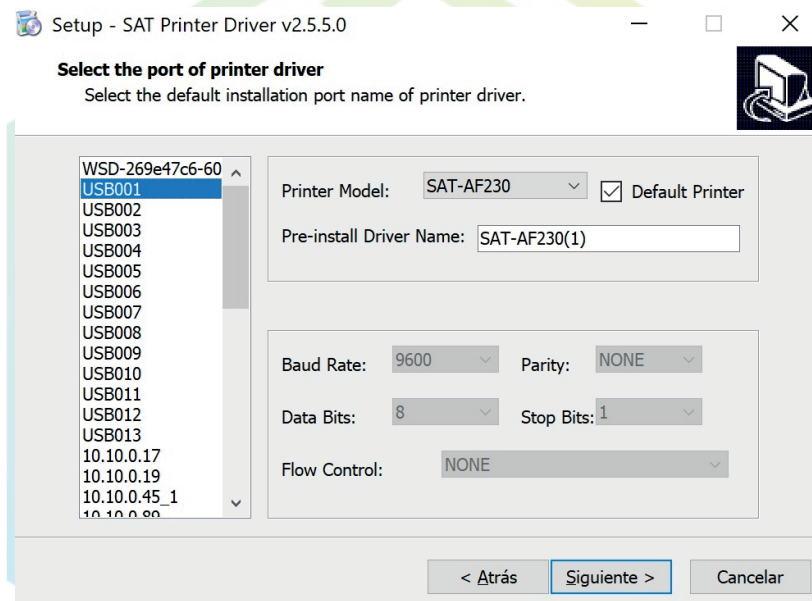 Setup - SAT Printer Driver v2.5.5.0
Select the port of printer driver
Select the default installation port name of printer driver.
WSD-269e47c6-60
USB001
USB002
USB003
USB004
USB005
USB006
USB007
USB008
USB009
USB010
USB011
USB012
USB013
10.10.0.17
10.10.0.19
10.10.0.45_1
10.10.0.89
Printer Model: SAT-AF230 Default Printer
Pre-install Driver Name: SAT-AF230(1)
Baud Rate: 9600 Parity: NONE
Data Bits: 8 Stop Bits: 1
Flow Control: NONE
< Atrás Siguiente > Cancelar